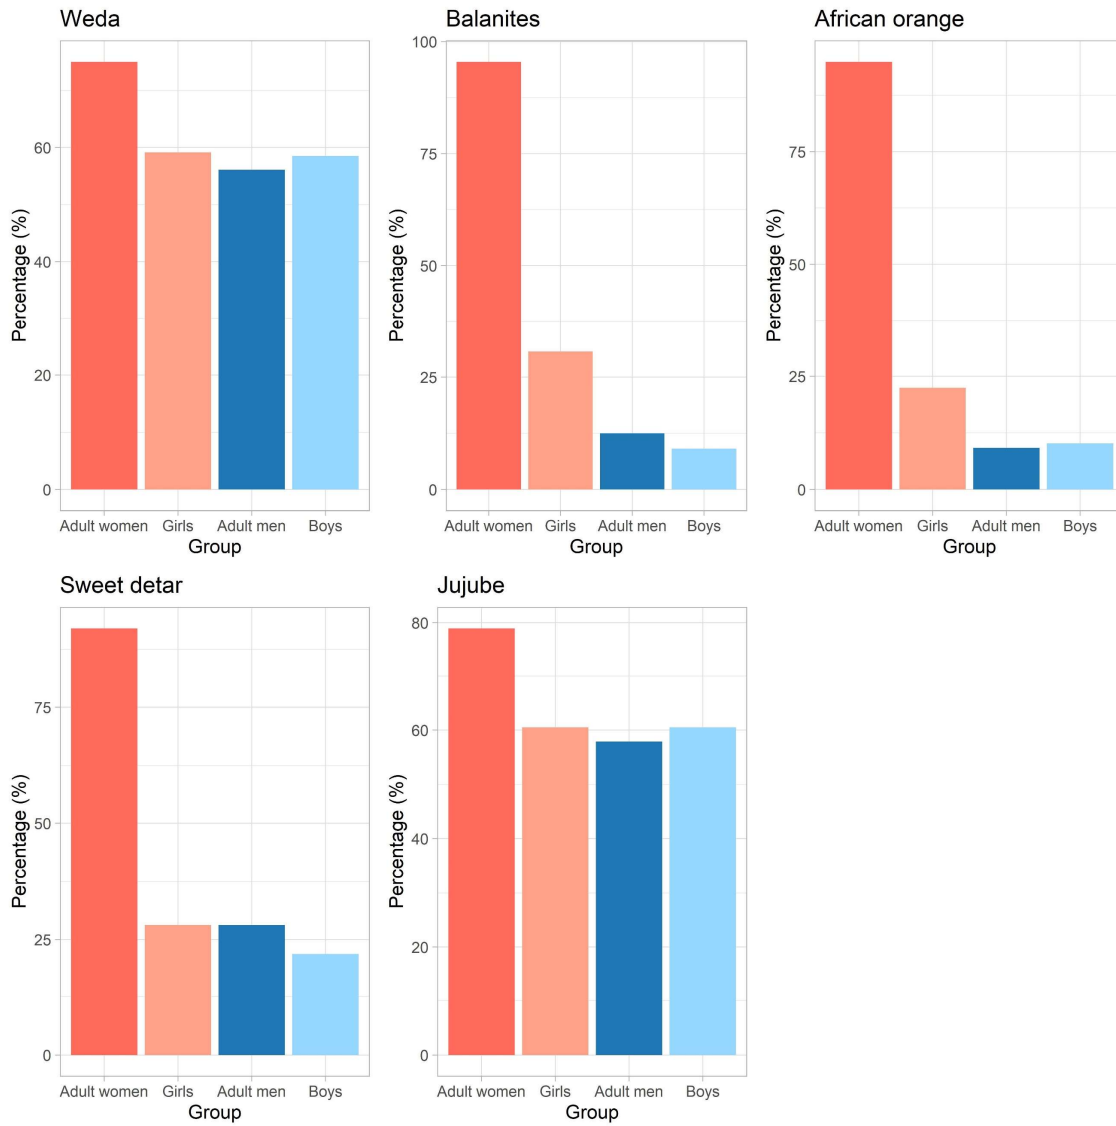 Weda
Percentage (%)
60
40
20
0
Adult women Girls Adult men Boys
Group
Balanites
Percentage (%)
100
75
50
25
0
Adult women Girls Adult men Boys
Group
African orange
Percentage (%)
75
50
25
0
Adult women Girls Adult men Boys
Group
Sweet detar
Percentage (%)
75
50
25
0
Adult women Girls Adult men Boys
Group
Jujube
Percentage (%)
80
60
40
20
0
Adult women Girls Adult men Boys
Group